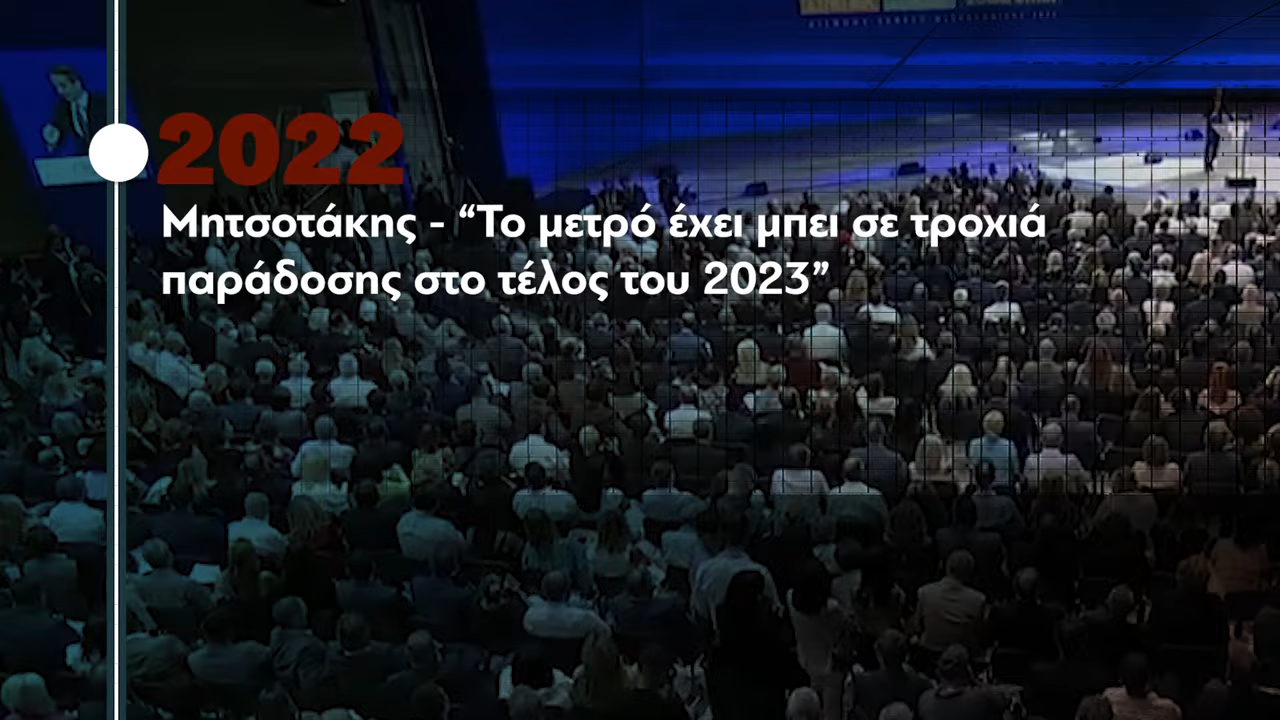 2022
Μητσοτάκης - “Το μετρό έχει μπει σε τροχιά
παράδοσης στο τέλος του 2023”